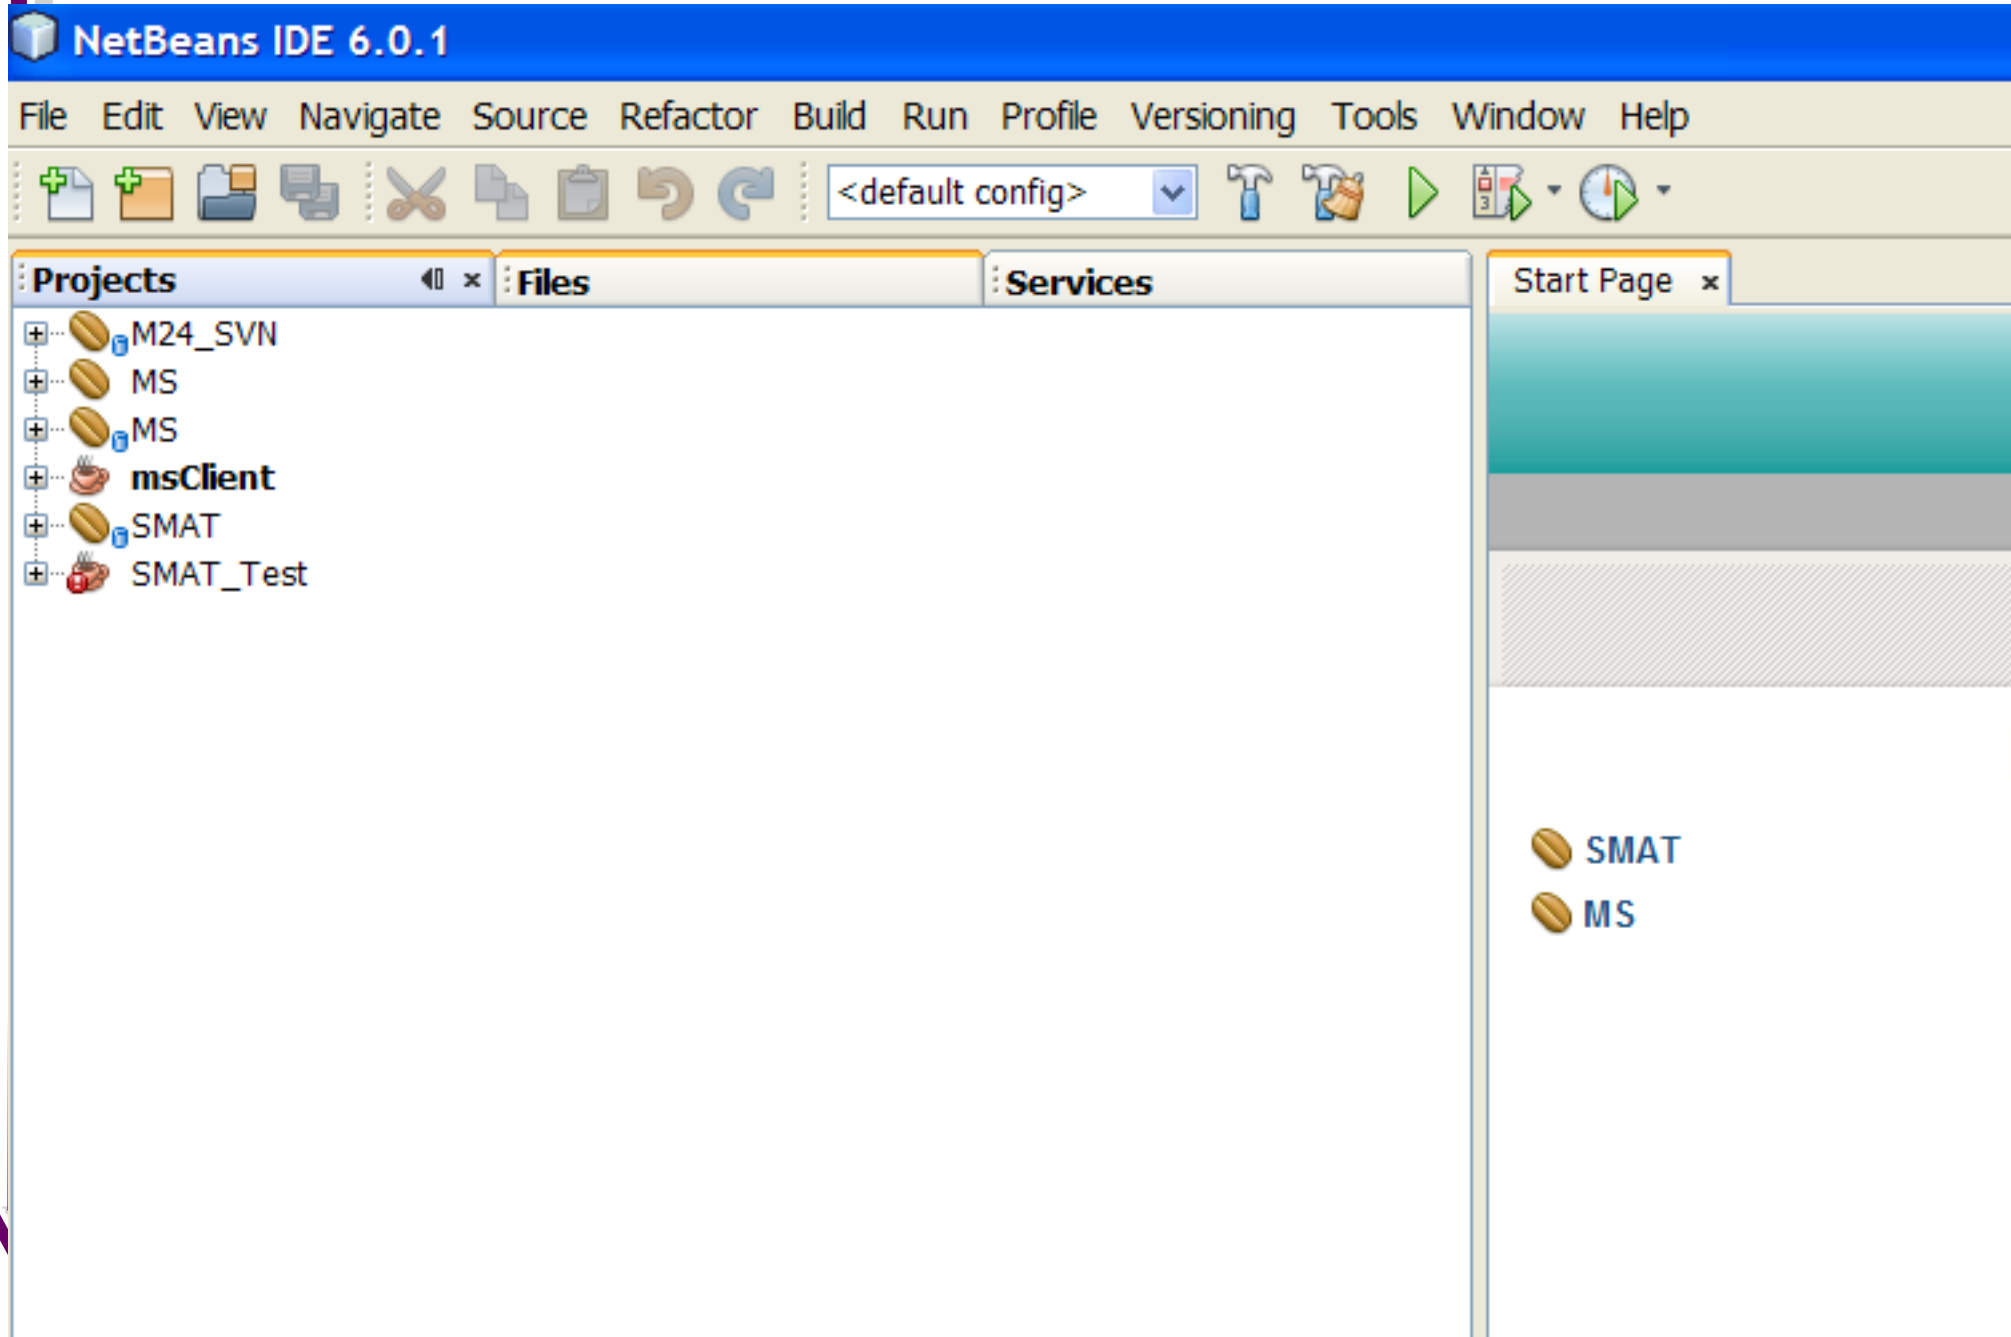 NetBeans IDE 6.0.1
File Edit View Navigate Source Refactor Build Run Profile Versioning Tools Window Help
<default config>
Projects Files Services Start Page
M24_SVN
MS
MS
msClient
SMAT
SMAT_Test
SMAT
MS